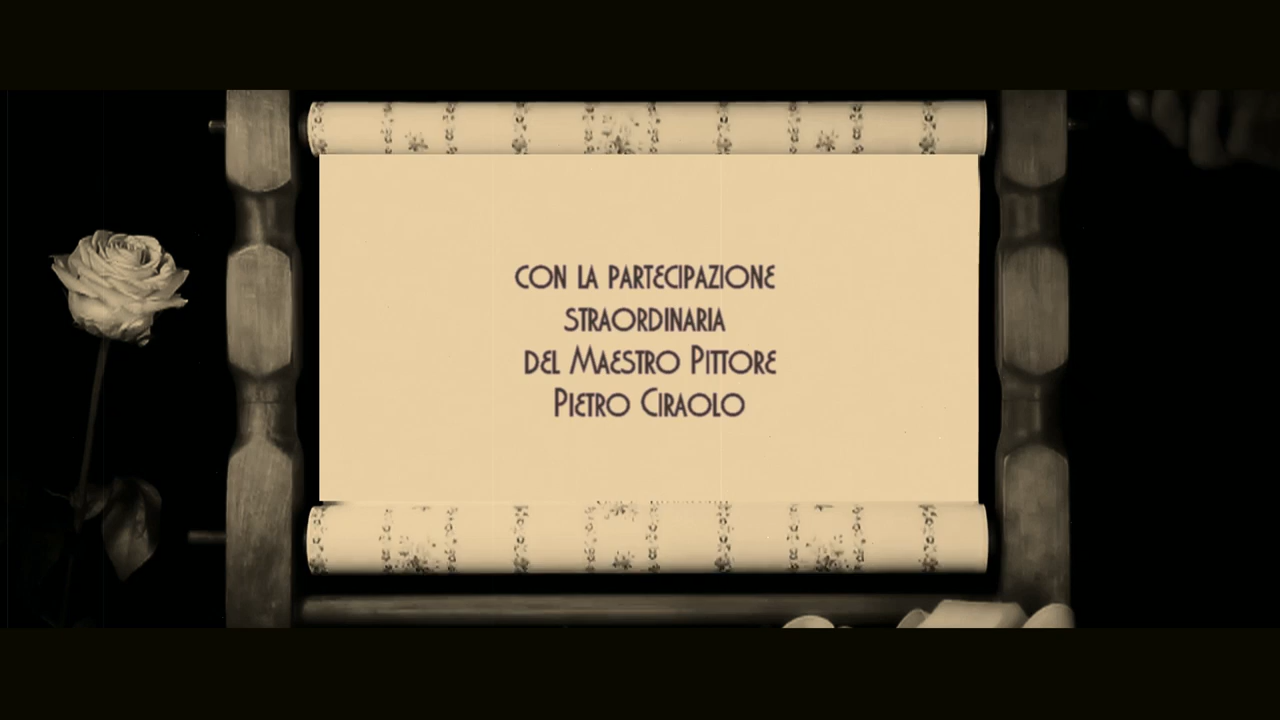 CON LA PARTECIPAZIONE
STRAORDINARIA
DEL MAESTRO PITTORE
PIETRO CIRAOLO